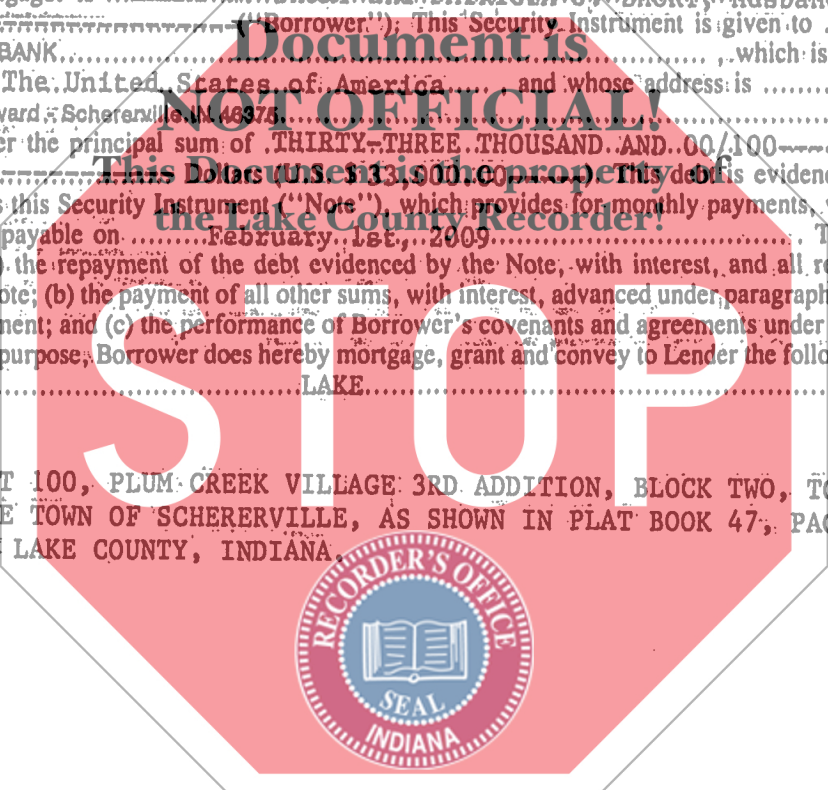 ("Borrower"). This Security Instrument is given to
BANK ............ , which is
The United States of America .... and whose address is .......
vard - Schererville, IN 46375
the principal sum of THIRTY-THREE THOUSAND AND 00/100
Dollars (U.S. $ 33,000.00 ). This debt is
this Security Instrument ("Note"), which provides for monthly payments,
payable on ........ February 1st, 2009 ........
the repayment of the debt evidenced by the Note, with interest, and all
(b) the payment of all other sums, with interest, advanced under paragraph
and (c) the performance of Borrower's covenants and agreements under
purpose, Borrower does hereby mortgage, grant and convey to Lender the
........ LAKE ........
100, PLUM CREEK VILLAGE 3RD ADDITION, BLOCK TWO,
TOWN OF SCHERERVILLE, AS SHOWN IN PLAT BOOK 47,
LAKE COUNTY, INDIANA.
Document is
NOT OFFICIAL!
This Document is the property of
the Lake County Recorder!
STOP
RECORDER'S OFFICE
SEAL
INDIANA